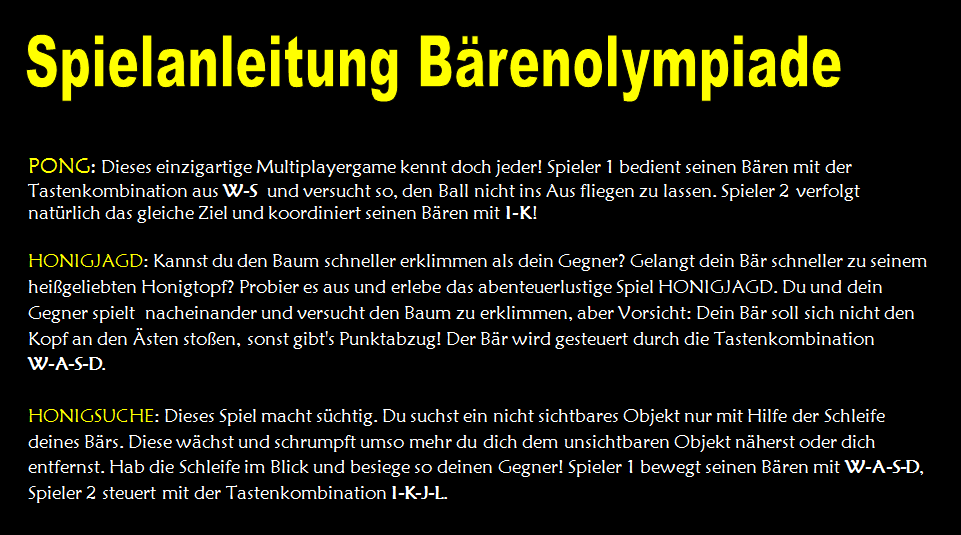 Spielanleitung Bärenolympiade
PONG: Dieses einzigartige Multiplayergame kennt doch jeder! Spieler 1 bedient seinen Bären mit der
Tastenkombination aus W-S und versucht so, den Ball nicht ins Aus fliegen zu lassen. Spieler 2 verfolgt
natürlich das gleiche Ziel und koordiniert seinen Bären mit I-K!
HONIGJAGD: Kannst du den Baum schneller erklimmen als dein Gegner? Gelangt dein Bär schneller zu seinem
heißgeliebten Honigtopf? Probier es aus und erlebe das abenteuerlustige Spiel HONIGJAGD. Du und dein
Gegner spielt nacheinander und versucht den Baum zu erklimmen, aber Vorsicht: Dein Bär soll sich nicht den
Kopf an den Ästen stoßen, sonst gibt's Punktabzug! Der Bär wird gesteuert durch die Tastenkombination
W-A-S-D.
HONIGSUCHE: Dieses Spiel macht süchtig. Du suchst ein nicht sichtbares Objekt nur mit Hilfe der Schleife
deines Bärs. Diese wächst und schrumpft umso mehr du dich dem unsichtbaren Objekt näherst oder dich
entfernst. Hab die Schleife im Blick und besiege so deinen Gegner! Spieler 1 bewegt seinen Bären mit W-A-S-D,
Spieler 2 steuert mit der Tastenkombination I-K-J-L.